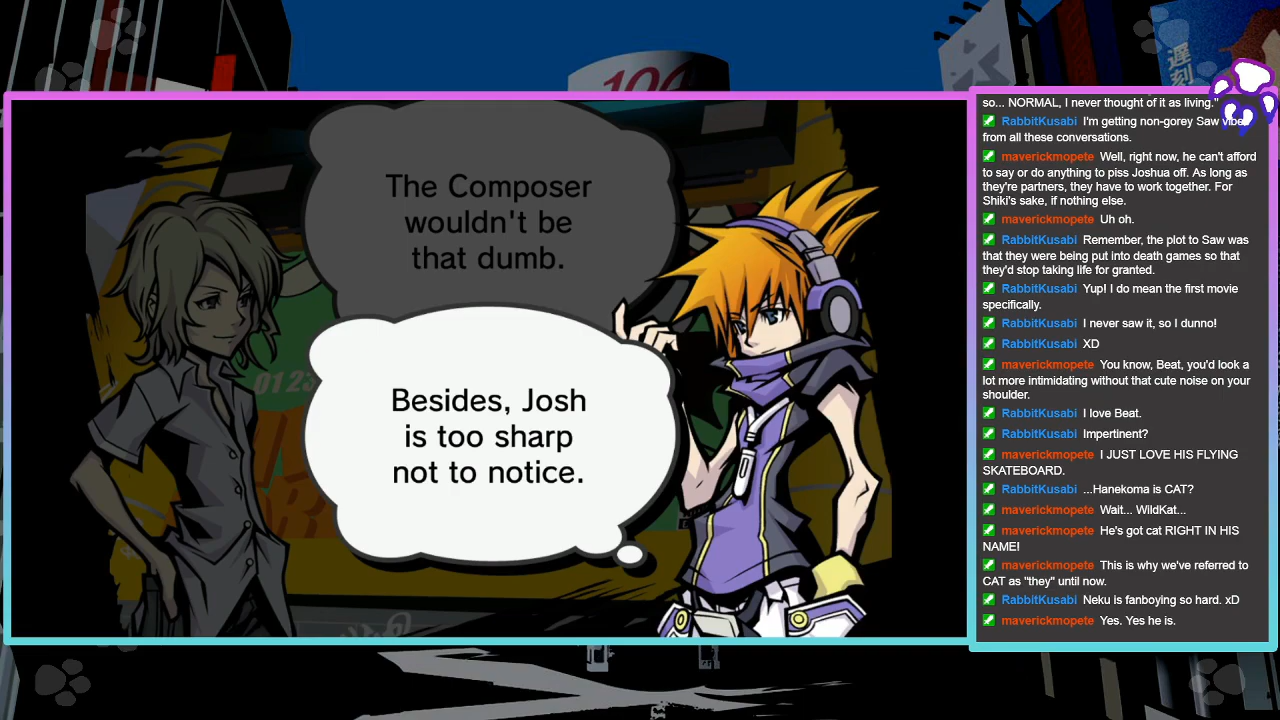 106
遅刻
The Composer
wouldn't be
that dumb.
Besides, Josh
is too sharp
not to notice.
0123
so... NORMAL, I never thought of it as living."
RabbitKusabi I'm getting non-gorey Saw vibes
from all these conversations.
maverickmopete Well, right now, he can't afford
to say or do anything to piss Joshua off. As long as
they're partners, they have to work together. For
Shiki's sake, if nothing else.
maverickmopete Uh oh.
RabbitKusabi Remember, the plot to Saw was
that they were being put into death games so that
they'd stop taking life for granted.
RabbitKusabi Yup! I do mean the first movie
specifically.
RabbitKusabi I never saw it, so I dunno!
RabbitKusabi XD
maverickmopete You know, Beat, you'd look a
lot more intimidating without that cute noise on your
shoulder.
RabbitKusabi I love Beat.
RabbitKusabi Impertinent?
maverickmopete I JUST LOVE HIS FLYING
SKATEBOARD.
RabbitKusabi ...Hanekoma is CAT?
maverickmopete Wait... WildKat...
maverickmopete He's got cat RIGHT IN HIS
NAME!
maverickmopete This is why we've referred to
CAT as "they" until now.
RabbitKusabi Neku is fanboying so hard. xD
maverickmopete Yes. Yes he is.